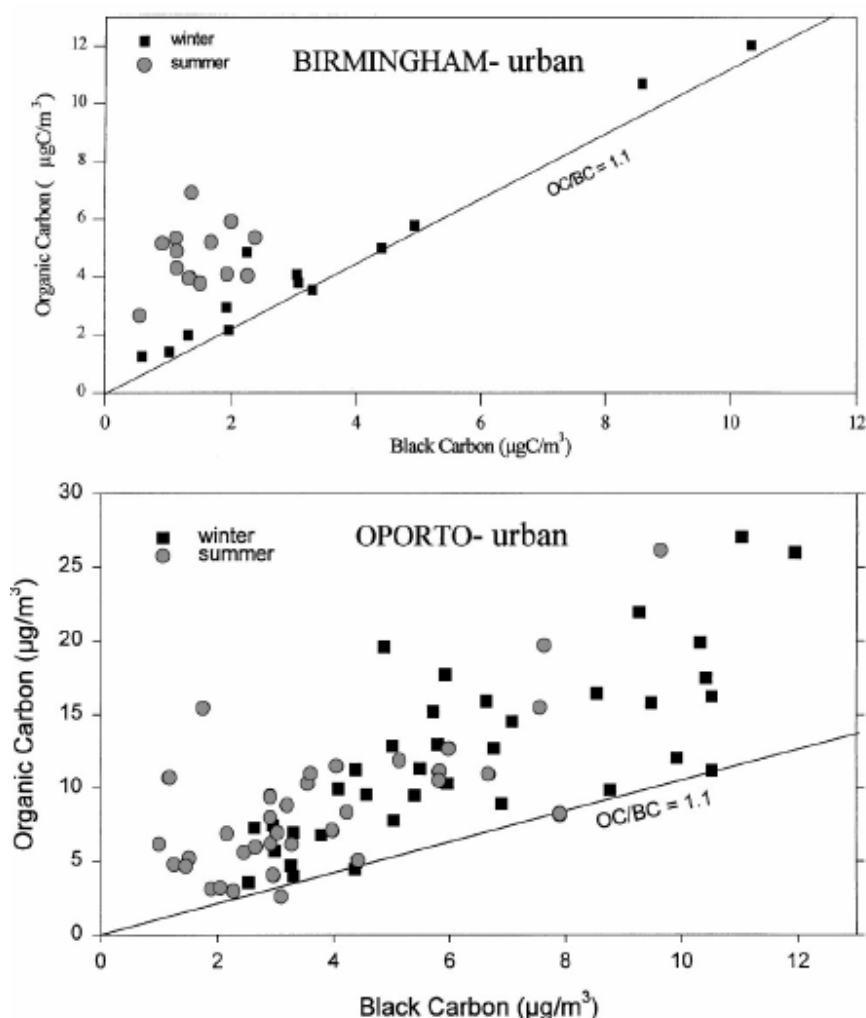 12
10
8
6
4
2
0
Organic Carbon ( µgC/m³)
winter
summer
BIRMINGHAM- urban
OC/BC = 1.1
0
2
4
6
8
10
12
Black Carbon (µgC/m³)
30
25
20
15
10
5
0
Organic Carbon (µg/m³)
winter
summer
OPORTO- urban
OC/BC = 1.1
0
2
4
6
8
10
12
Black Carbon (µg/m³)